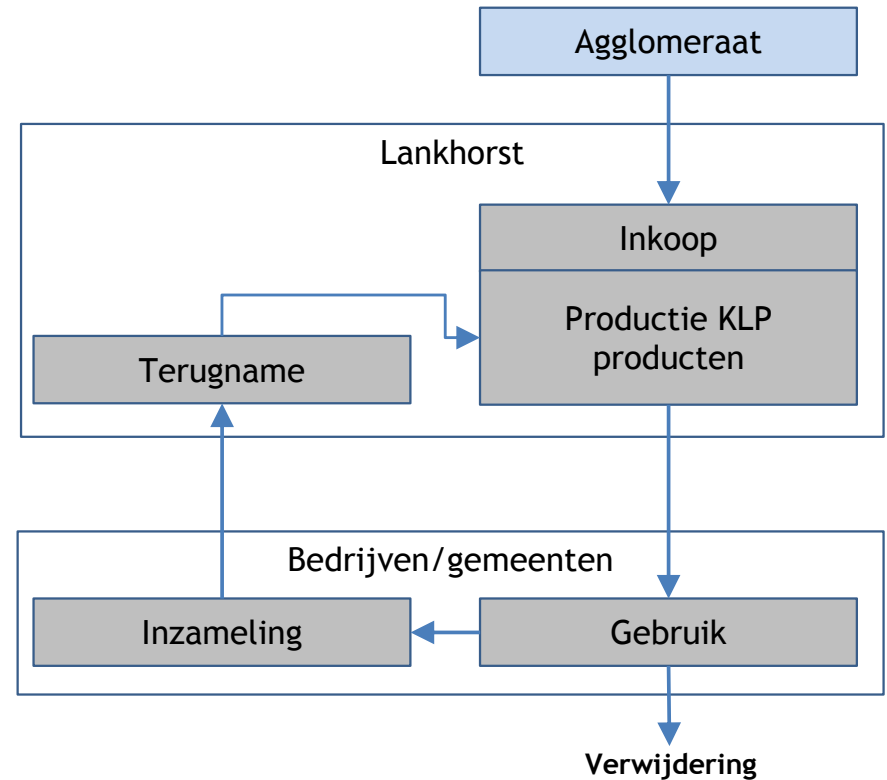 Agglomeraat
Lankhorst
Inkoop
Productie KLP
producten
Terugname
Bedrijven/gemeenten
Inzameling
Gebruik
Verwijdering